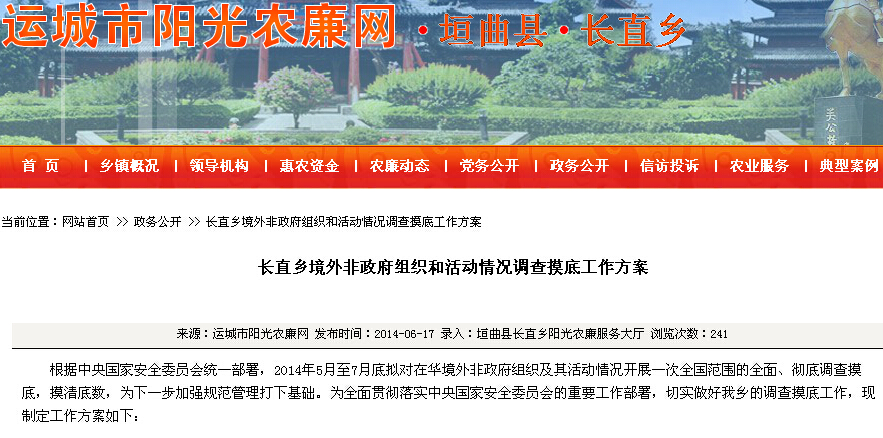 运城市阳光农廉网 ·垣曲县·长直乡
关公故
首 页 | 乡镇概况 | 领导机构 | 惠农资金 | 农廉动态 | 党务公开 | 政务公开 | 信访投诉 | 农业服务 | 典型案例
当前位置：网站首页 >> 政务公开 >> 长直乡境外非政府组织和活动情况调查摸底工作方案
长直乡境外非政府组织和活动情况调查摸底工作方案
来源：运城市阳光农廉网 发布时间：2014-06-17 录入：垣曲县长直乡阳光农廉服务大厅 浏览次数：241
根据中央国家安全委员会统一部署，2014年5月至7月底拟对在华境外非政府组织及其活动情况开展一次全国范围的全面、彻底调查摸
底，摸清底数，为下一步加强规范管理打下基础。为全面贯彻落实中央国家安全委员会的重要工作部署，切实做好我乡的调查摸底工作，现
制定工作方案如下：